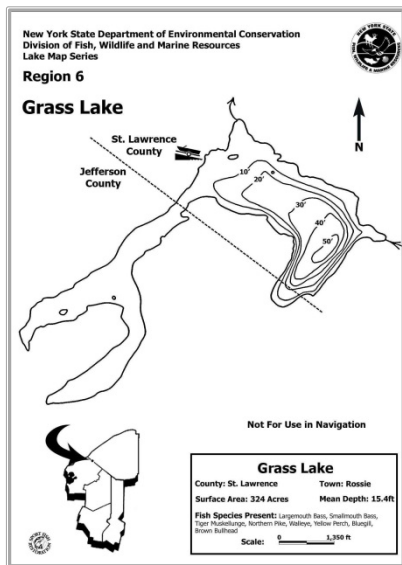 New York State Department of Environmental Conservation
Division of Fish, Wildlife and Marine Resources
Lake Map Series
Region 6
Grass Lake
NEW YORK STATE
N
St. Lawrence
County
Jefferson
County
10'
20'
30'
40'
50'
Not For Use in Navigation
Grass Lake
County: St. Lawrence Town: Rossie
Surface Area: 324 Acres Mean Depth: 15.4ft
Fish Species Present: Largemouth Bass, Smallmouth Bass,
Tiger Muskellunge, Northern Pike, Walleye, Yellow Perch, Bluegill,
Brown Bullhead
Scale: 0 1,350 ft